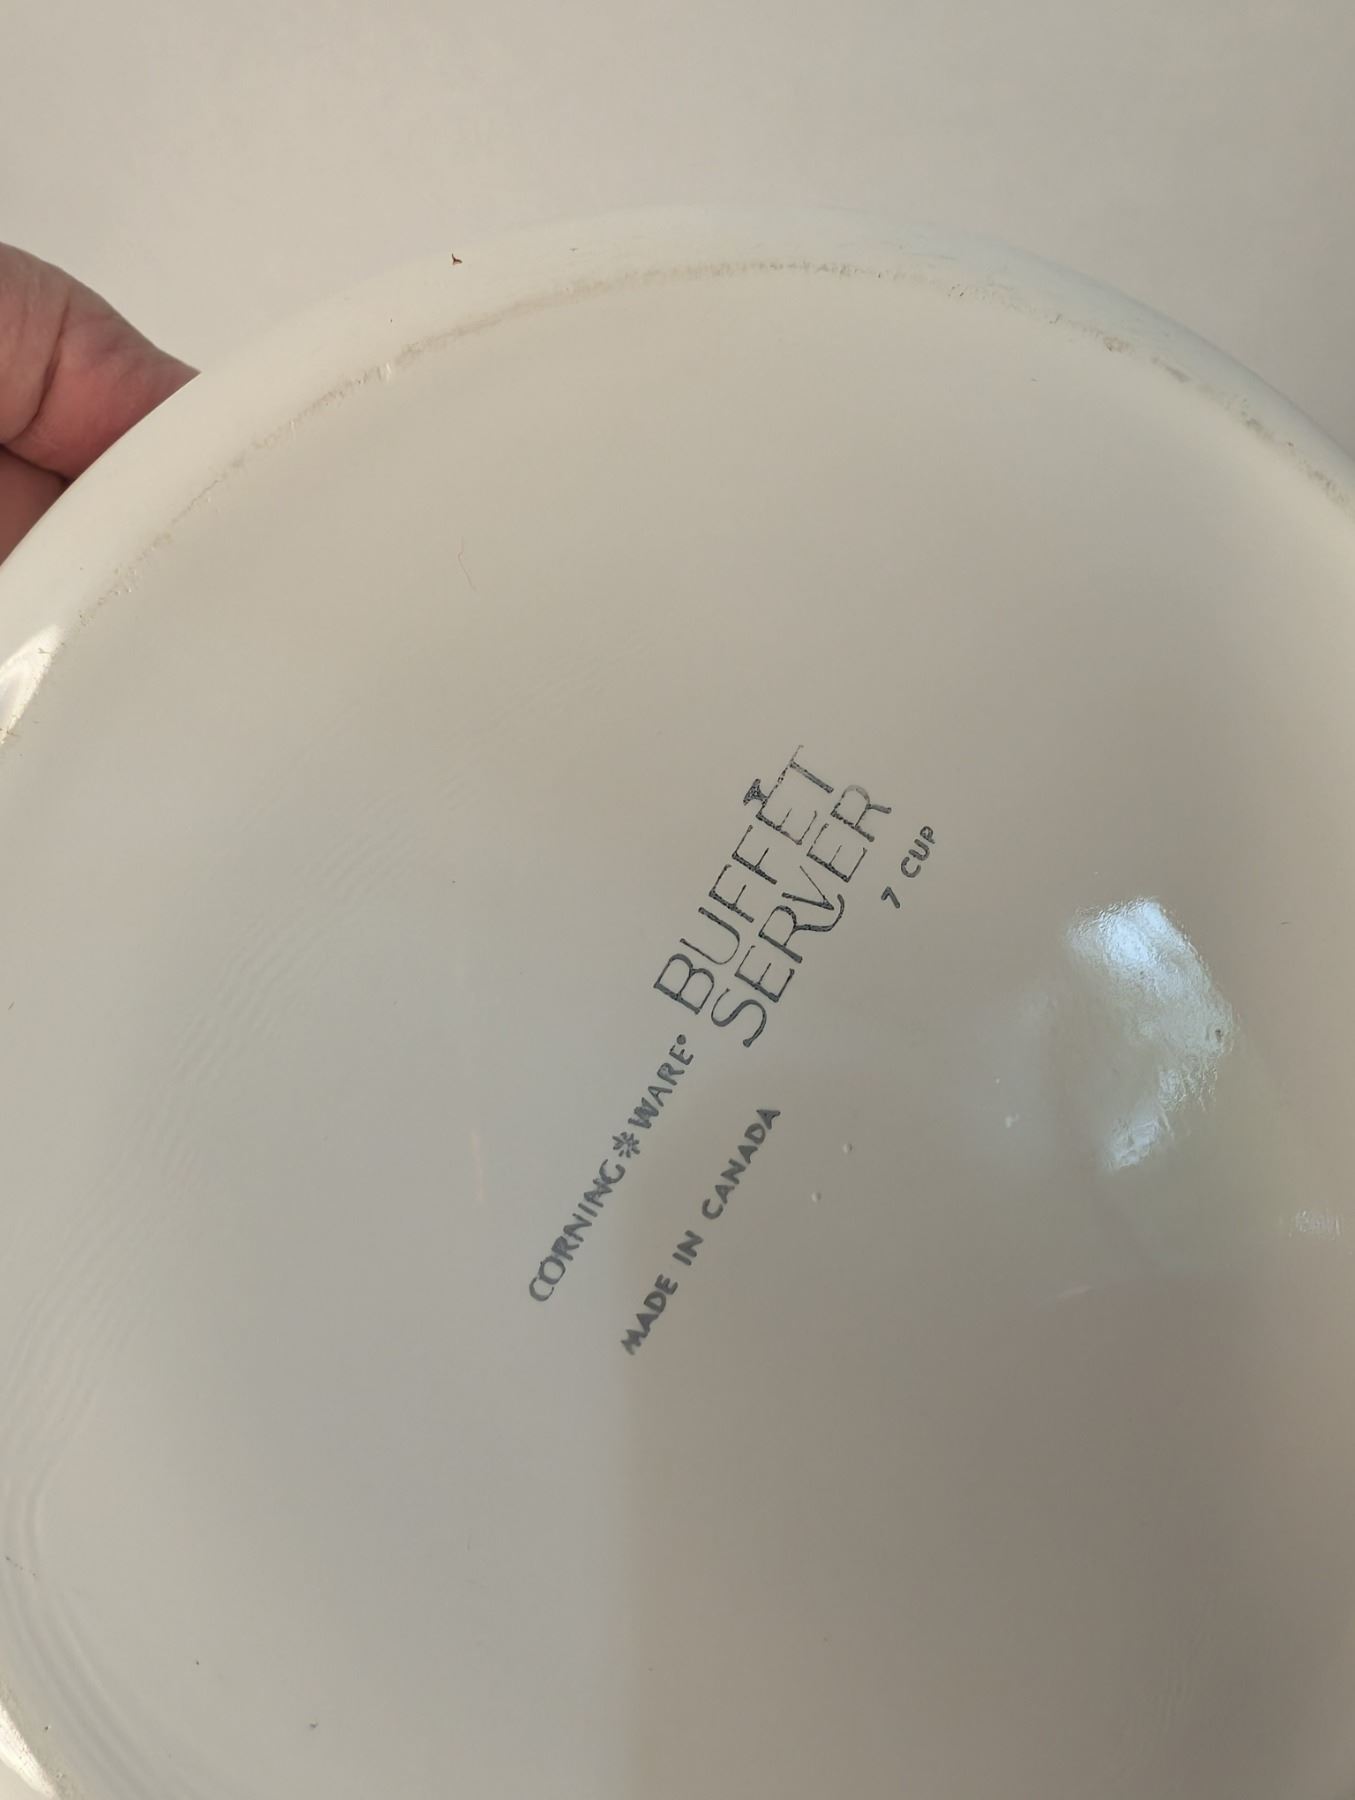 CORNING✻WARE® BUFFET
SERVER
MADE IN CANADA
7 CUP